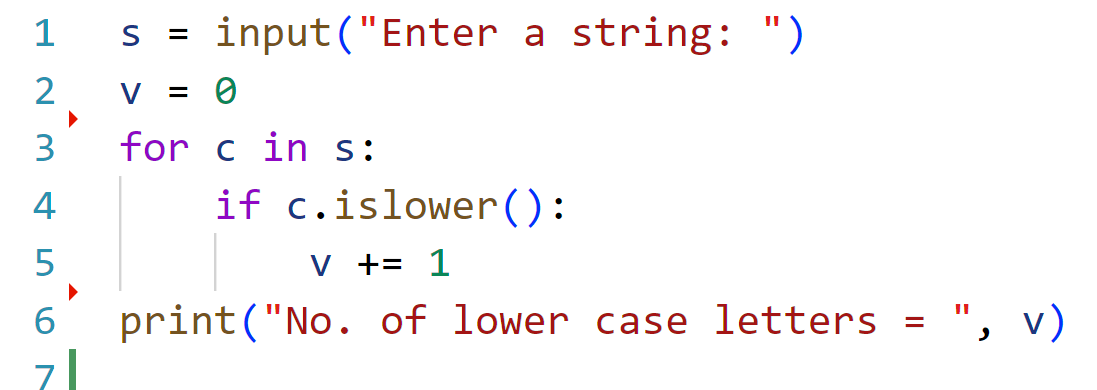 1 s = input("Enter a string: ")
2 v = 0
3 for c in s:
4     if c.islower():
5         v += 1
6 print("No. of lower case letters = ", v)
7